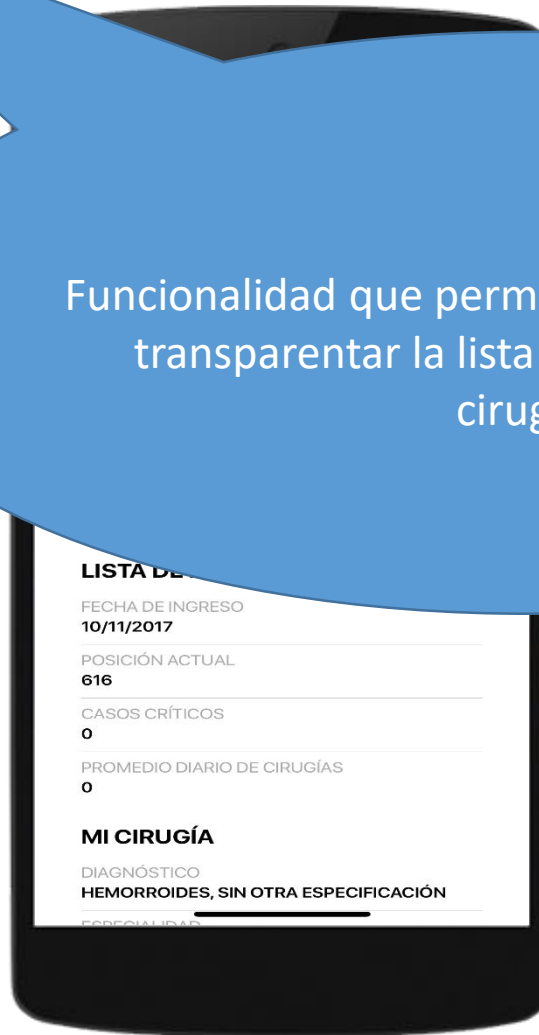 Funcionalidad que perm
transparentar la lista
cirug
LISTA DE
FECHA DE INGRESO
10/11/2017
POSICIÓN ACTUAL
616
CASOS CRÍTICOS
0
PROMEDIO DIARIO DE CIRUGÍAS
0
MI CIRUGÍA
DIAGNÓSTICO
HEMORROIDES, SIN OTRA ESPECIFICACIÓN
ESPECIALIDAD